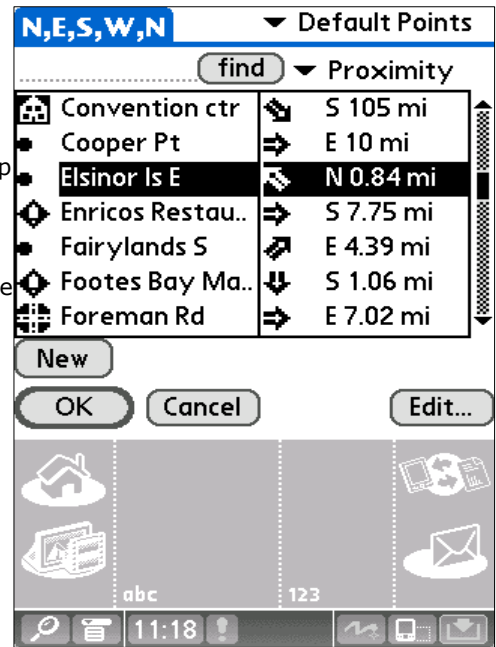 N,E,S,W,N Default Points
find Proximity
Convention ctr S 105 mi
Cooper Pt E 10 mi
p
Elsinor Is E N 0.84 mi
Enricos Restau.. S 7.75 mi
Fairylands S E 4.39 mi
e
Footes Bay Ma.. S 1.06 mi
Foreman Rd E 7.02 mi
New
OK Cancel Edit...
abc 123
11:18